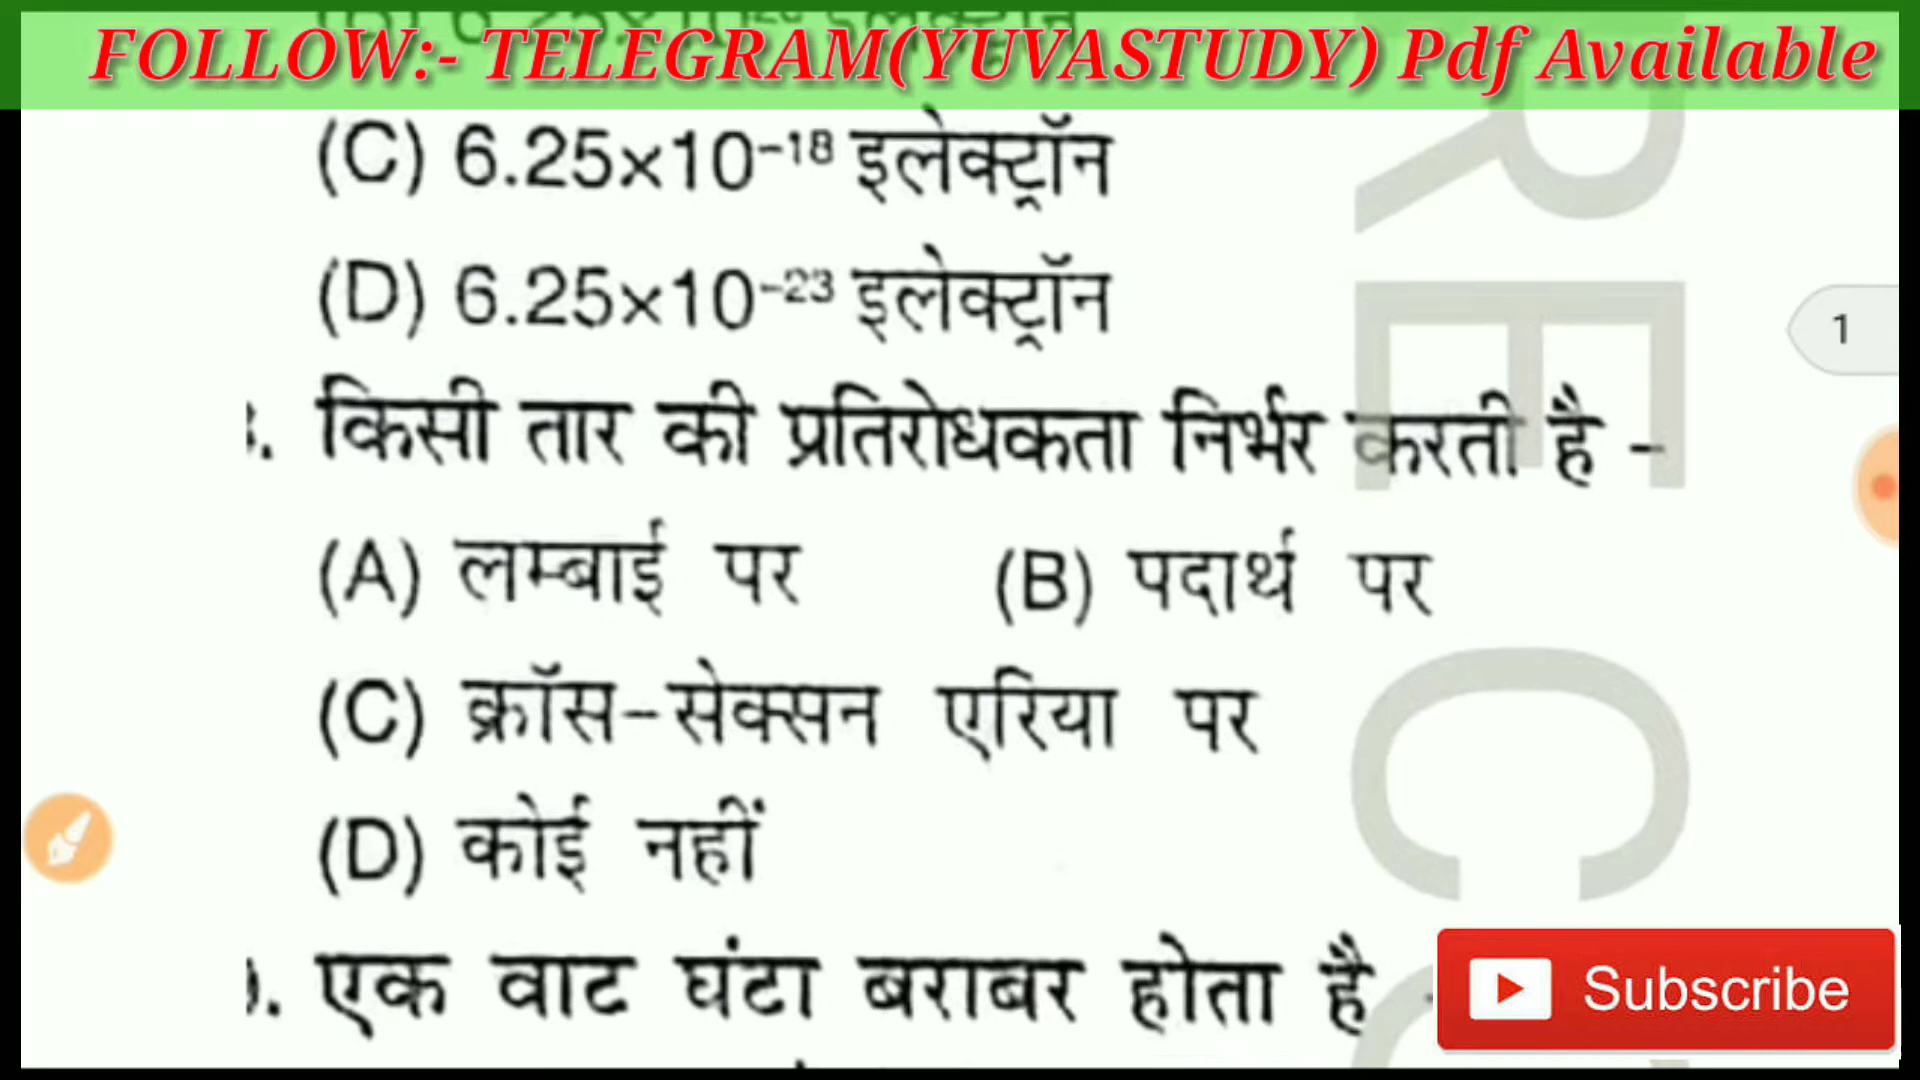 FOLLOW:- TELEGRAM(YUVASTUDY) Pdf Available
(C) 6.25×10⁻¹⁸ इलेक्ट्रॉन
(D) 6.25×10⁻²³ इलेक्ट्रॉन
1
किसी तार की प्रतिरोधकता निर्भर करती है -
(A) लम्बाई पर (B) पदार्थ पर
(C) क्रॉस-सेक्सन एरिया पर
(D) कोई नहीं
एक वाट घंटा बराबर होता है
Subscribe
RE
C